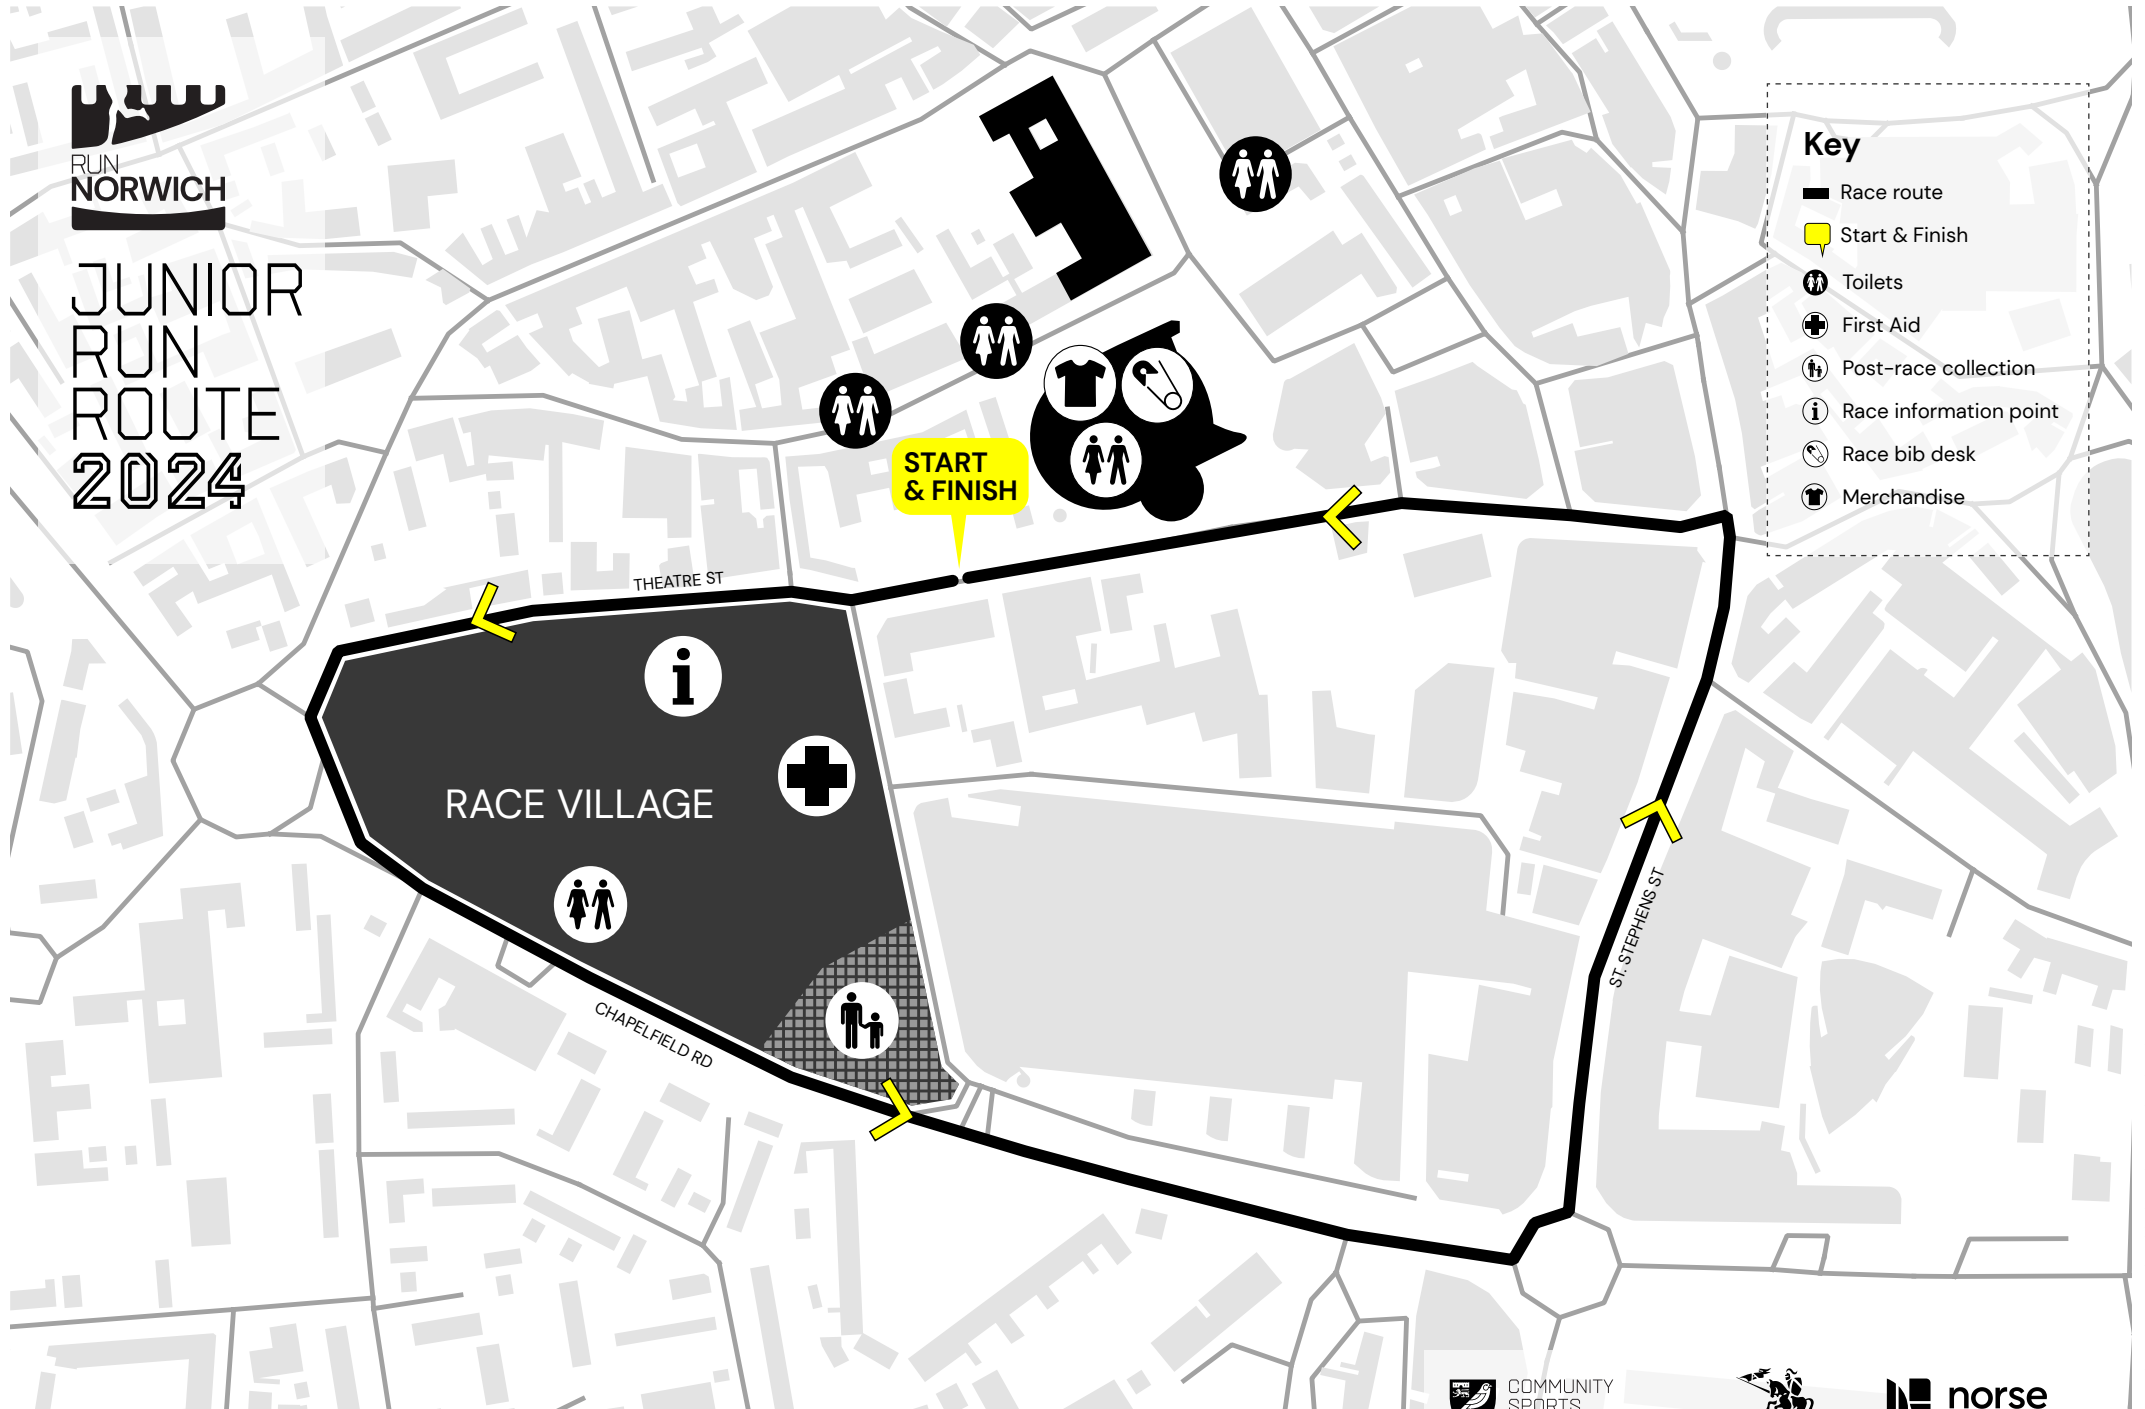 RUN
NORWICH
JUNIOR
RUN
ROUTE
2024
Key
Race route
Start & Finish
Toilets
First Aid
Post-race collection
Race information point
Race bib desk
Merchandise
START
& FINISH
THEATRE ST
RACE VILLAGE
CHAPELFIELD RD
ST. STEPHENS ST
COMMUNITY
SPORTS
norse